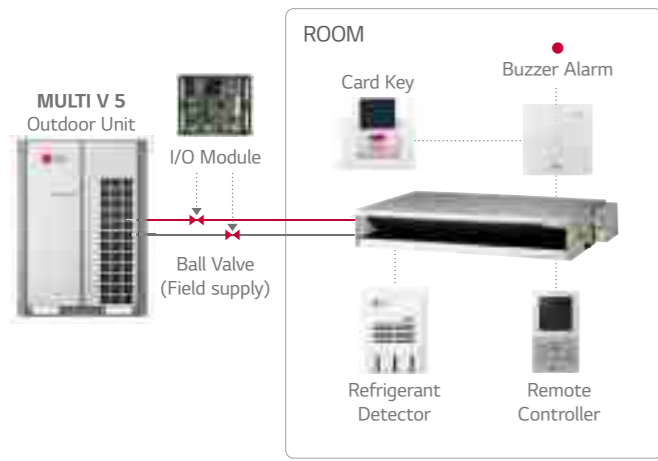 ROOM
Buzzer Alarm
Card Key
MULTI V 5
Outdoor Unit
I/O Module
Ball Valve
(Field supply)
Refrigerant
Detector
Remote
Controller